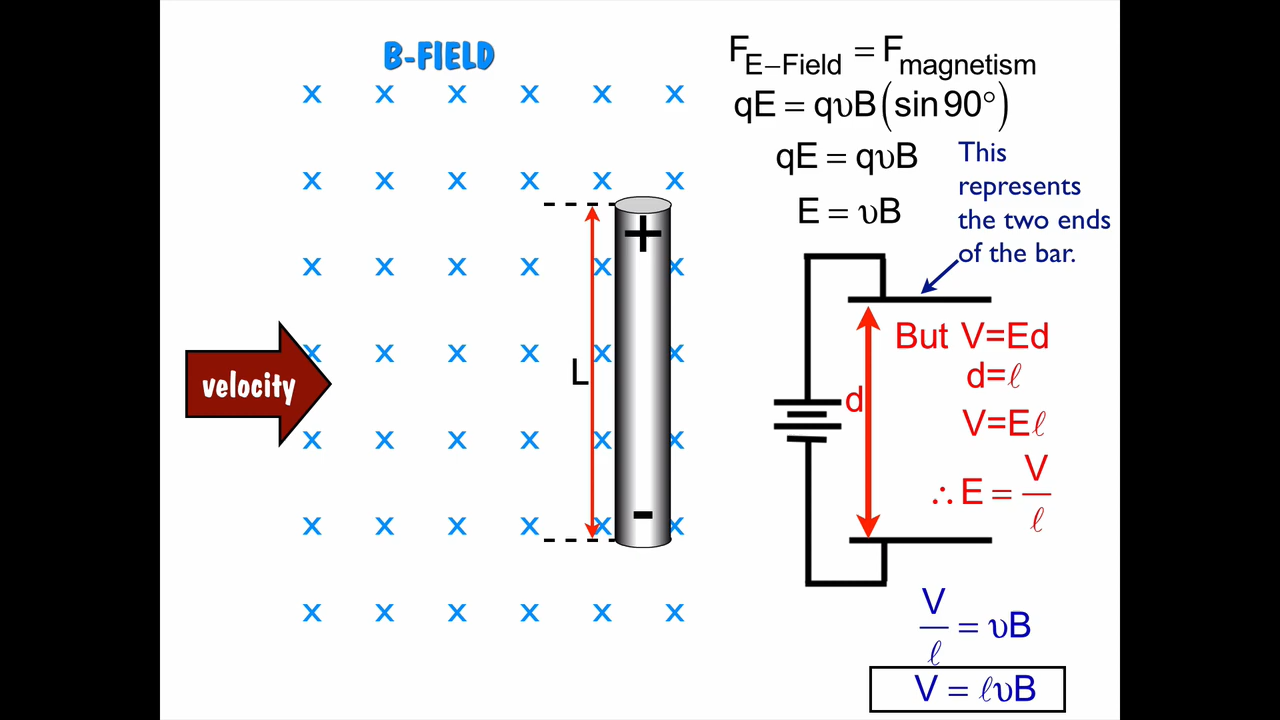 B-FIELD
x x x x x x
x x x x x x
x x x x x x
x x x x x x
x x x x x x
x x x x x x
x x x x x x
velocity
L
+
-
F_E–Field = F_magnetism
qE = qυB(sin 90°)
qE = qυB
E = υB
This
represents
the two ends
of the bar.
d
But V=Ed
d=ℓ
V=Eℓ
∴ E = V/ℓ
V/ℓ = υB
V = ℓυB